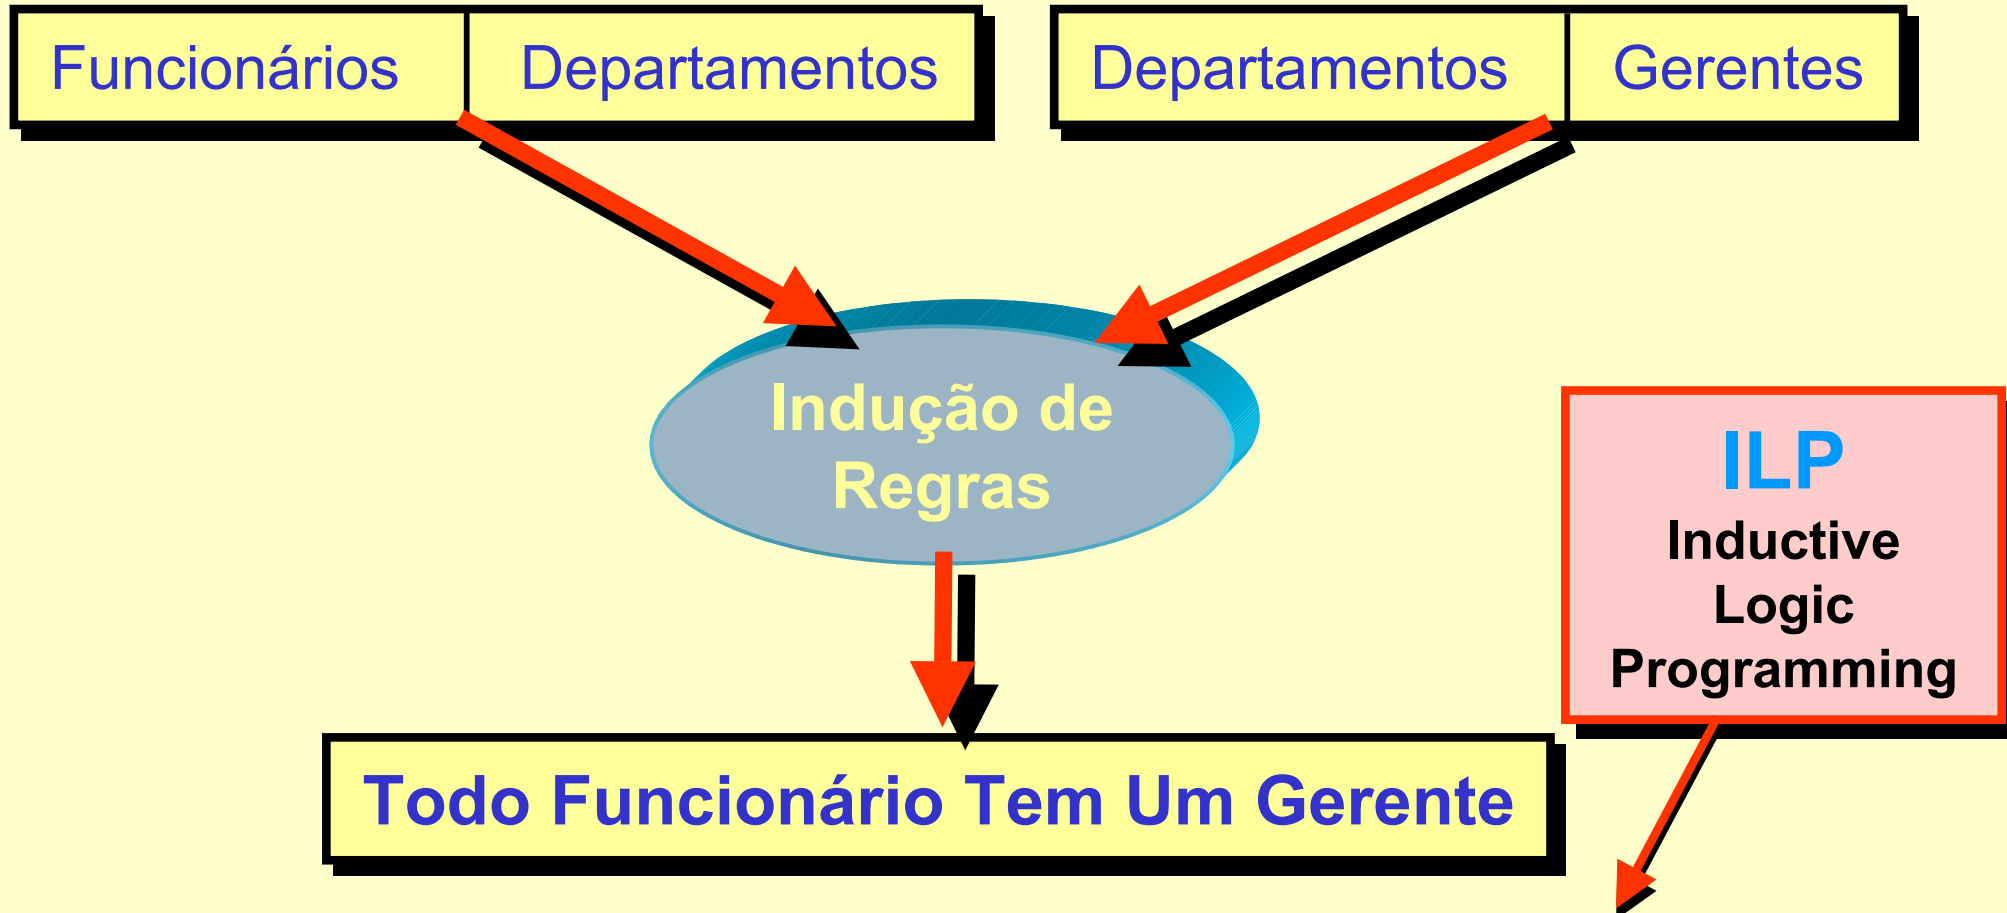 Funcionários Departamentos Departamentos Gerentes
Indução de
Regras
ILP
Inductive
Logic
Programming
Todo Funcionário Tem Um Gerente